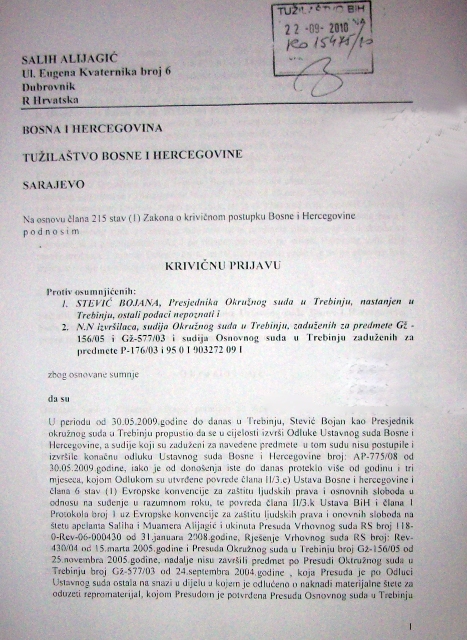 TUŽILAŠTVO BIH
22-09-2010
SALIH ALIJAGIĆ
Ul. Eugena Kvaternika broj 6
Dubrovnik
R Hrvatska
BOSNA I HERCEGOVINA
TUŽILAŠTVO BOSNE I HERCEGOVINE
SARAJEVO
Na osnovu člana 215 stav (1) Zakona o krivičnom postupku Bosne i Hercegovine
p o d n o s i m
KRIVIČNU PRIJAVU
Protiv osumnjičenih:
1. STEVIĆ BOJANA, Presjednika Okružnog suda u Trebinju, nastanjen u
Trebinju, ostali podaci nepoznati i
2. N.N izvršilaca, sudija Okružnog suda u Trebinju, zaduženih za predmete Gž -
156/05 i Gž-577/03 i sudija Osnovnog suda u Trebinju zaduženih za
predmete P-176/03 i 95 0 I 903272 09 I
zbog osnovane sumnje
da su
U periodu od 30.05.2009.godine do danas u Trebinju, Stević Bojan kao Presjednik
okružnog suda u Trebinju propustio da se u cijelosti izvrši Odluke Ustavnog suda Bosne i
Hercegovine, a sudije koji su zaduženi za navedene predmete u tom sudu nisu postupile i
izvršile konačnu odluku Ustavnog suda Bosne i Hercegovine broj: AP-775/08 od
30.05.2009.godine, iako je od donošenja iste do danas proteklo više od godinu i tri
mjeseca, kojom Odlukom su utvrđene povrede člana II/3.e) Ustava Bosne i hercegovine i
člana 6 stav (1) Evropske konvencije za zaštitu ljudskih prava i osnovnih sloboda u
odnosu na suđenje u razumnom roku, te povreda člana II/3.k Ustava BiH i člana 1
Protokola broj 1 uz Evropske konvencije za zaštitu ljudskih prava i osnovnih sloboda na
štetu apelanta Saliha i Muamera Alijagić i ukinuta Presuda Vrhovnog suda RS broj 118-
0-Rev-06-000430 od 31.januara 2008.godine, Rješenje Vrhovnog suda RS broj: Rev-
430/04 od 15.marta 2005.godine i Presuda Okružnog suda u Trebinju broj Gž-156/05 od
25.novembra 2005.godine, nadalje nisu završili predmet po Presudi Oktružnog suda u
Trebinju broj Gž-577/03 od 24.septembra 2004.godine , koja Presuda je po Odluci
Ustavnog suda ostala na snazi u dijelu u kojem je odlučeno o naknadi materijalne štete za
oduzeti repromaterijal, kojom Presudom je potvrđena Presuda Osnovnog suda u Trebinju
1